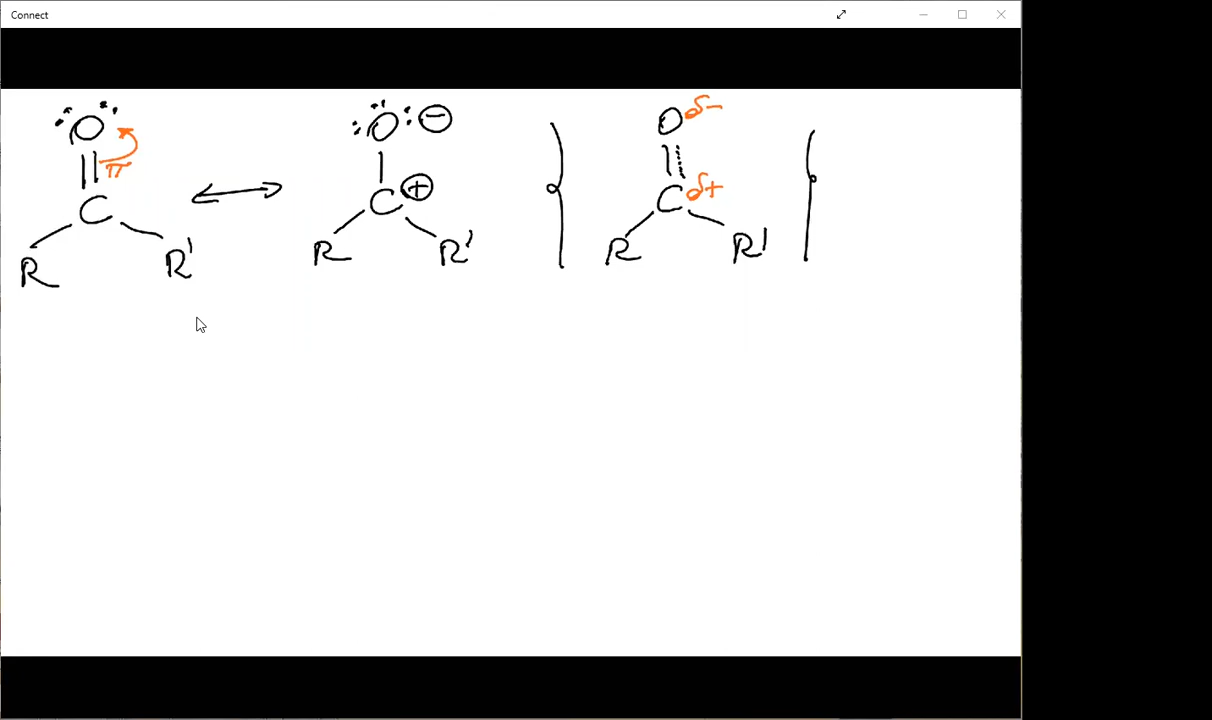 Connect
O O ⊖ O δ−
π
C C ⊕ C δ+
R R' R R' R R'